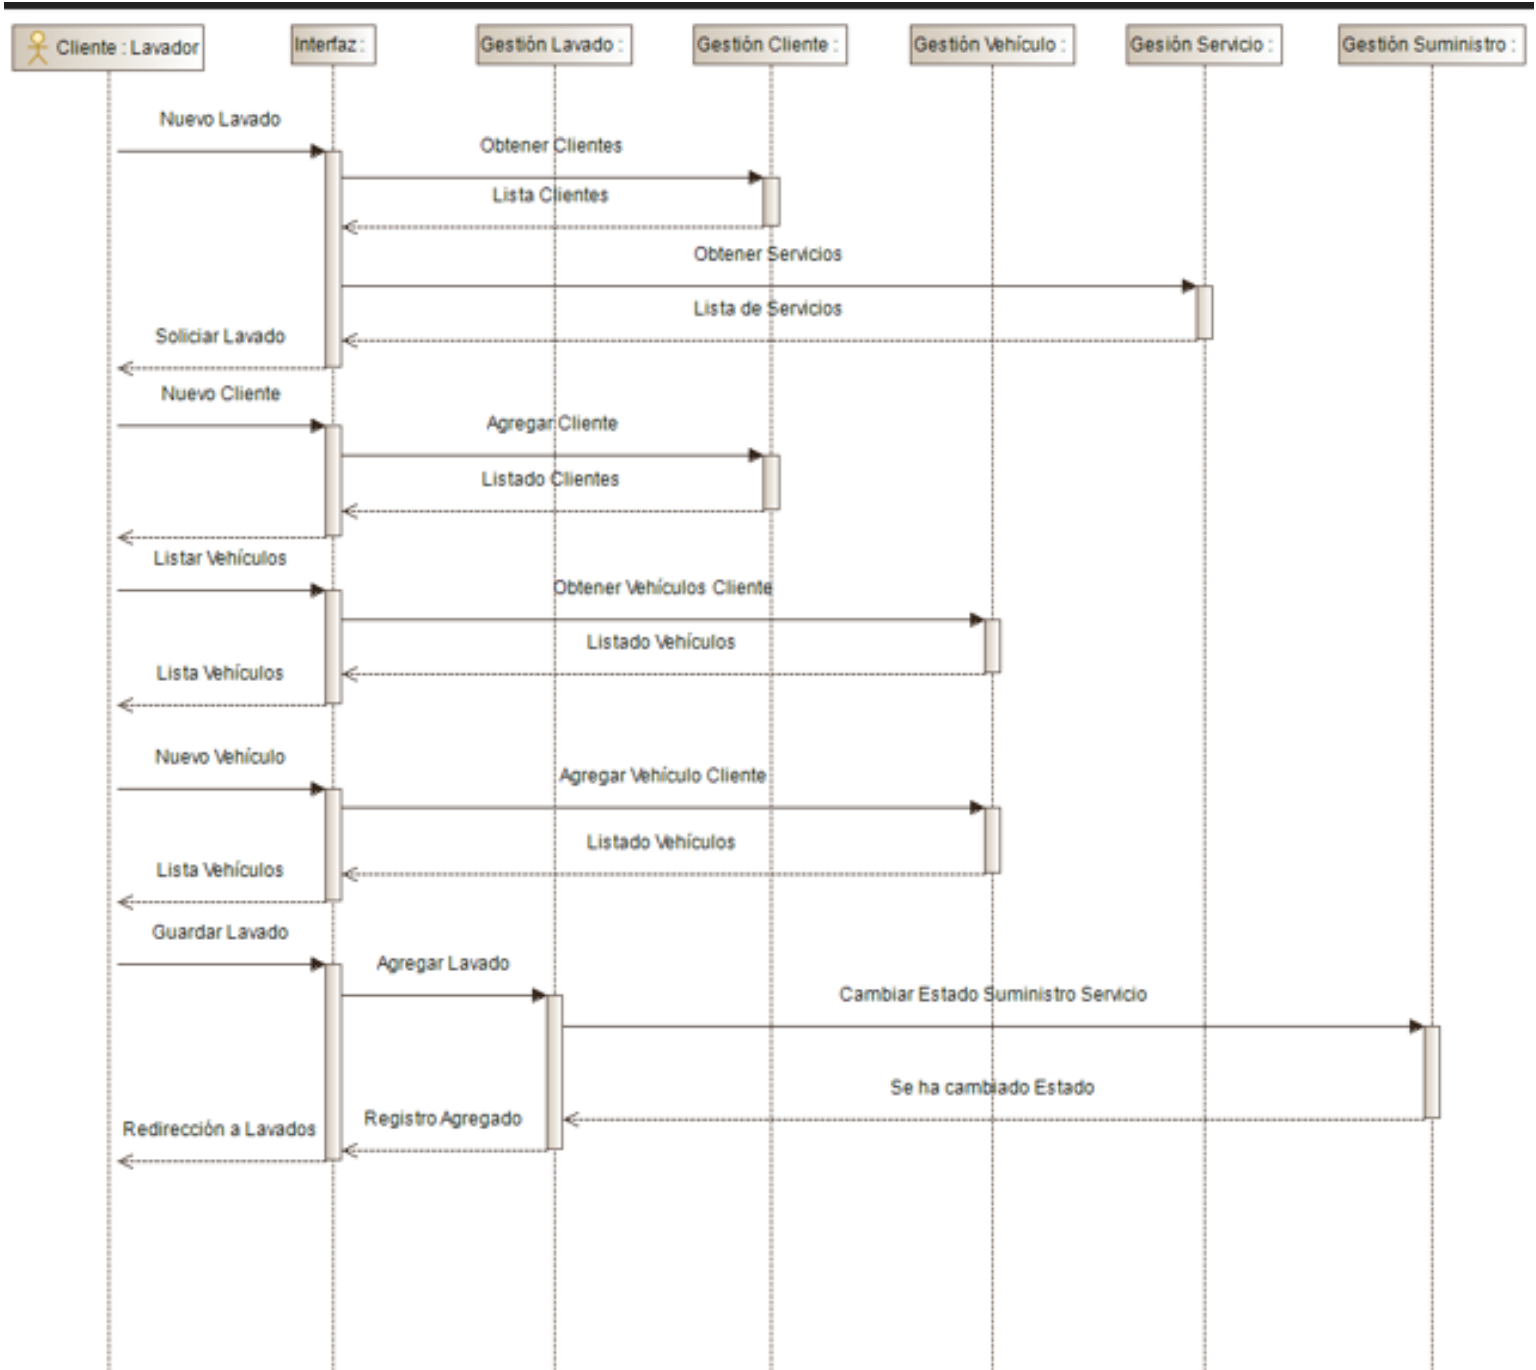 Cliente : Lavador
Interfaz :
Gestión Lavado :
Gestión Cliente :
Gestión Vehículo :
Gesión Servicio :
Gestión Suministro :
Nuevo Lavado
Obtener Clientes
Lista Clientes
Obtener Servicios
Lista de Servicios
Soliciar Lavado
Nuevo Cliente
Agregar Cliente
Listado Clientes
Listar Vehículos
Obtener Vehículos Cliente
Listado Vehículos
Lista Vehículos
Nuevo Vehículo
Agregar Vehículo Cliente
Listado Vehículos
Lista Vehículos
Guardar Lavado
Agregar Lavado
Cambiar Estado Suministro Servicio
Se ha cambiado Estado
Registro Agregado
Redirección a Lavados